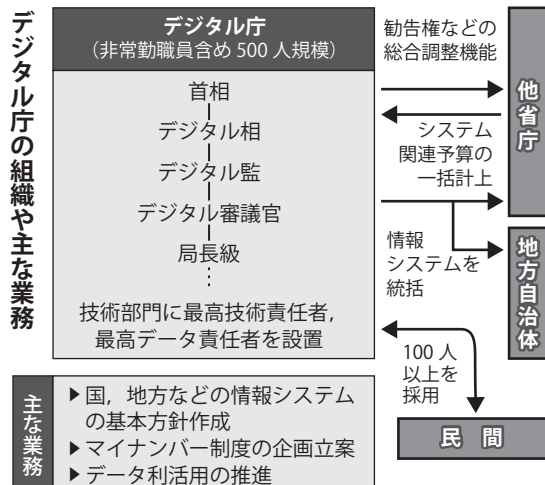 デジタル庁の組織や主な業務
デジタル庁
（非常勤職員含め500人規模）
首相
デジタル相
デジタル監
デジタル審議官
局長級
⋮
技術部門に最高技術責任者，
最高データ責任者を設置
勧告権などの
総合調整機能
システム
関連予算の
一括計上
情報
システムを
統括
100人
以上を
採用
他省庁
地方自治体
民間
主な業務
▶国，地方などの情報システム
の基本方針作成
▶マイナンバー制度の企画立案
▶データ利活用の推進